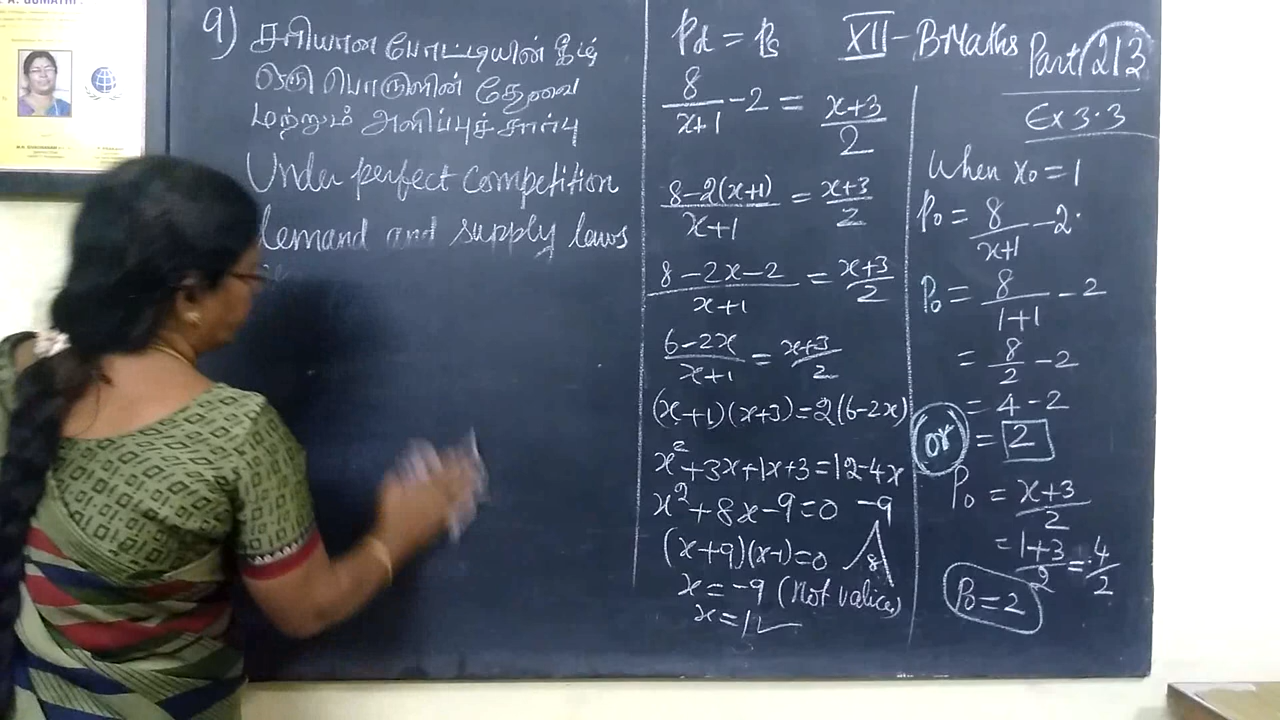 9) சரியான போட்டியின் கீழ்
ஒரு பொருளின் தேவை
மற்றும் அளிப்புச் சார்பு
Under perfect competition
demand and supply laws
Pd = Ps
8/(x+1) - 2 = (x+3)/2
(8-2(x+1))/(x+1) = (x+3)/2
(8-2x-2)/(x+1) = (x+3)/2
(6-2x)/(x+1) = (x+3)/2
(x+1)(x+3)=2(6-2x)
x²+3x+1x+3=12-4x
x²+8x-9=0 -9
(x+9)(x-1)=0 8
x=-9 (Not valid)
x=1✓
XII - B.Maths Part/2/3
Ex 3.3
When x₀=1
P₀ = 8/(x+1) - 2
P₀ = 8/(1+1) - 2
= 8/2 - 2
= 4-2
or = 2
P₀ = (x+3)/2
= (1+3)/2 = 4/2
P₀=2